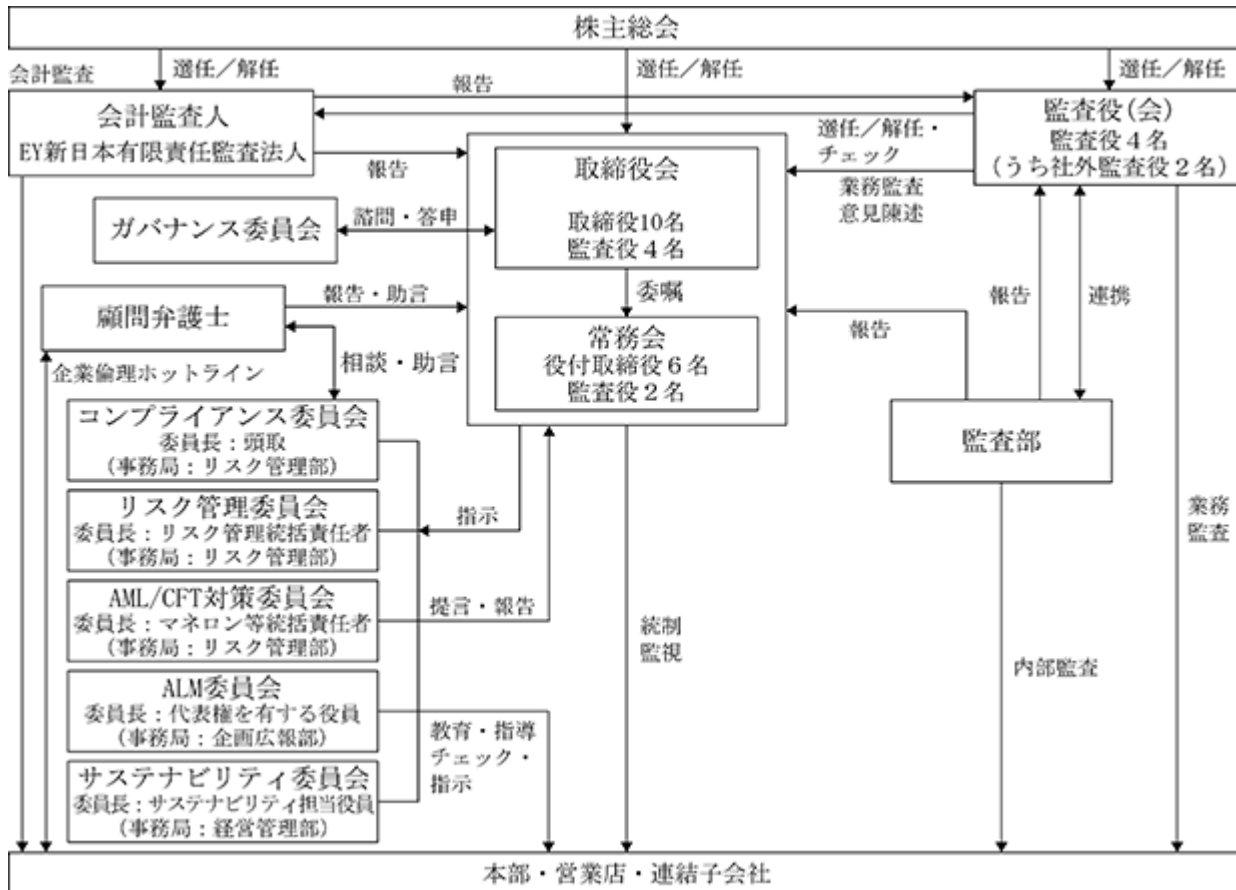 株主総会
会計監査
選任／解任
選任／解任
選任／解任
報告
会計監査人
EY新日本有限責任監査法人
監査役(会)
監査役４名
(うち社外監査役２名)
選任／解任・
チェック
報告
業務監査
意見陳述
取締役会
取締役10名
監査役４名
ガバナンス委員会
諮問・答申
委嘱
顧問弁護士
報告・助言
報告
報告
連携
常務会
役付取締役６名
監査役２名
企業倫理ホットライン
相談・助言
コンプライアンス委員会
委員長：頭取
(事務局：リスク管理部)
監査部
リスク管理委員会
委員長：リスク管理統括責任者
(事務局：リスク管理部)
指示
業務
監査
AML/CFT対策委員会
委員長：マネロン等統括責任者
(事務局：リスク管理部)
提言・報告
統制
監視
内部監査
ALM委員会
委員長：代表権を有する役員
(事務局：企画広報部)
教育・指導
チェック・
指示
サステナビリティ委員会
委員長：サステナビリティ担当役員
(事務局：経営管理部)
本部・営業店・連結子会社